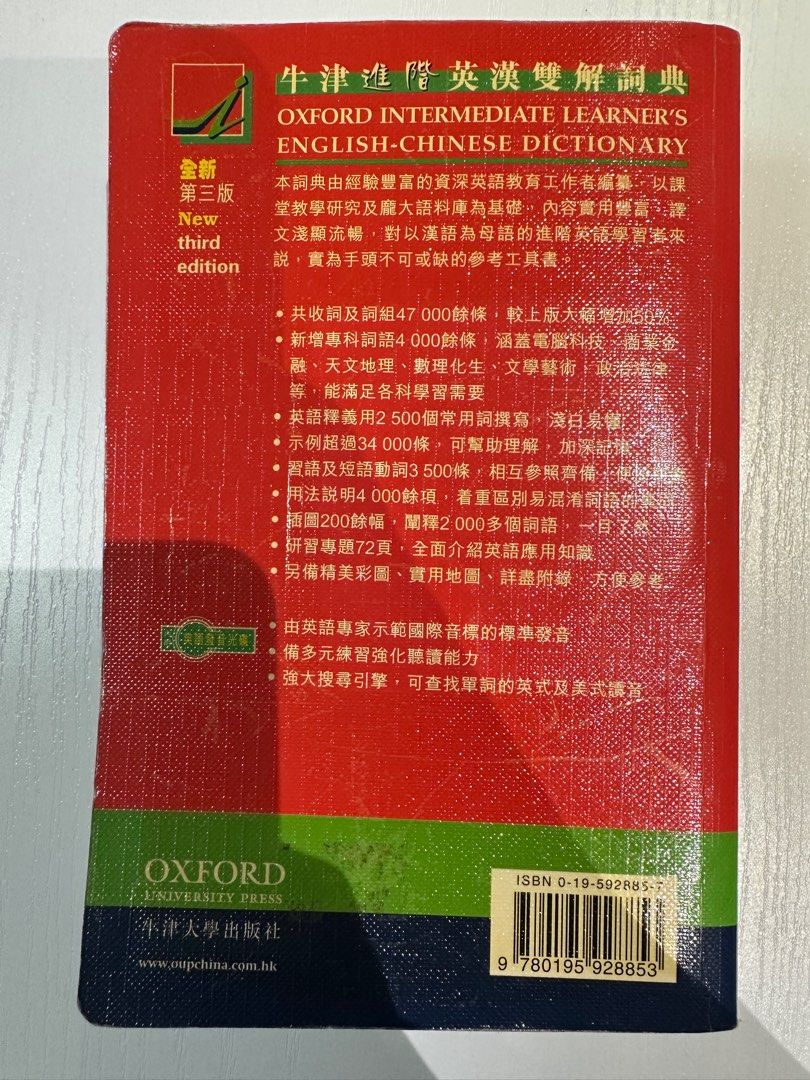 牛津進階英漢雙解詞典
OXFORD INTERMEDIATE LEARNER'S
ENGLISH-CHINESE DICTIONARY
全新
第三版
New
third
edition
本詞典由經驗豐富的資深英語教育工作者編纂，以課
堂教學研究及龐大語料庫為基礎，內容實用豐富，譯
文淺顯流暢，對以漢語為母語的進階英語學習者來
說，實為手頭不可或缺的參考工具書。
• 共收詞及詞組47 000餘條，較上版大幅增加50%
• 新增專科詞語4 000餘條，涵蓋電腦科技、商業金
融、天文地理、數理化生、文學藝術、政治法律
等，能滿足各科學習需要
• 英語釋義用2 500個常用詞撰寫，淺白易懂
• 示例超過34 000條，可幫助理解，加深記憶
• 習語及短語動詞3 500條，相互參照齊備，
• 用法説明4 000餘項，着重區別易混淆詞語的
• 插圖200餘幅，闡釋2 000多個詞語，一目了然
• 研習專題72頁，全面介紹英語應用知識
• 另備精美彩圖、實用地圖、詳盡附錄，方便參考
• 由英語專家示範國際音標的標準發音
• 備多元練習強化聽讀能力
• 強大搜尋引擎，可查找單詞的英式及美式讀音
OXFORD
UNIVERSITY PRESS
牛津大學出版社
www.oupchina.com.hk
ISBN 0-19-592885-7
9 780195 928853